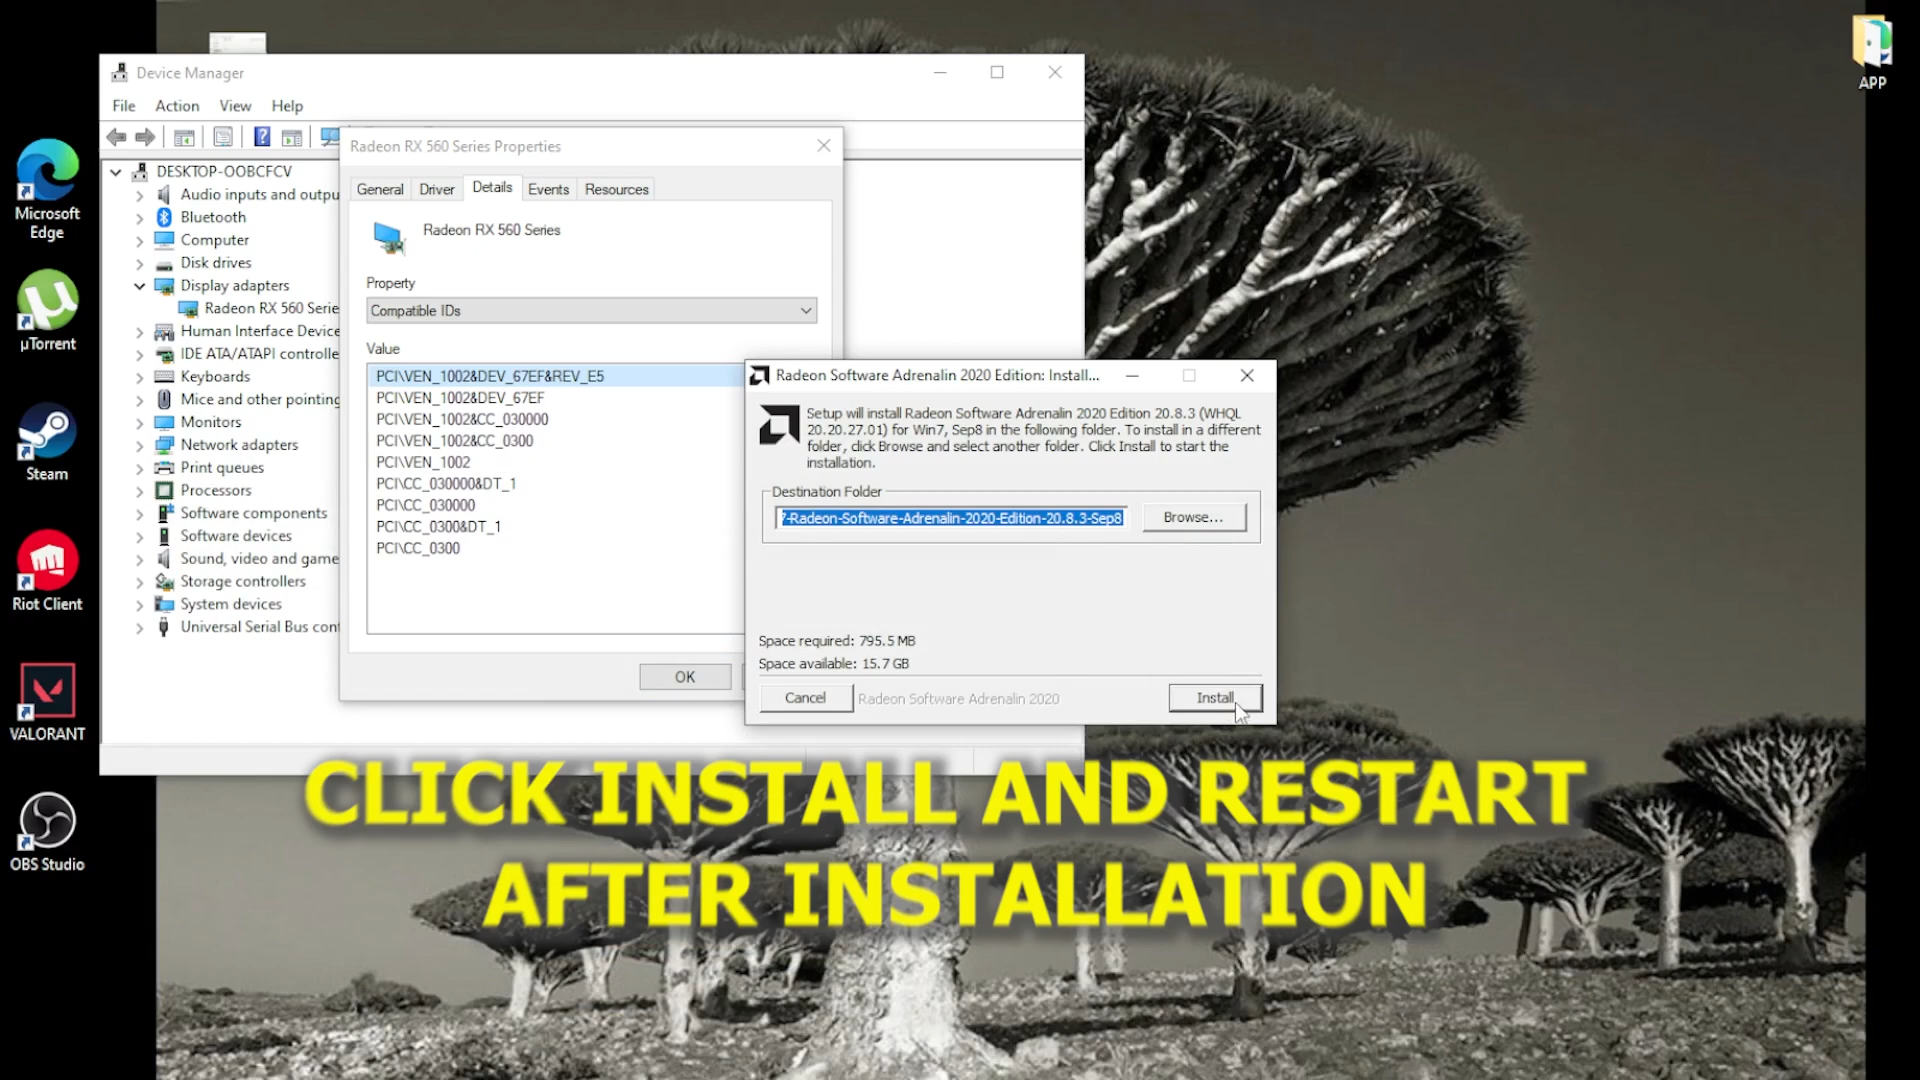 APP
Microsoft
Edge
µTorrent
Steam
Riot Client
VALORANT
OBS Studio
Device Manager
File Action View Help
DESKTOP-OOBCFCV
Audio inputs and outpu
Bluetooth
Computer
Disk drives
Display adapters
Radeon RX 560 Serie
Human Interface Device
IDE ATA/ATAPI controlle
Keyboards
Mice and other pointing
Monitors
Network adapters
Print queues
Processors
Software components
Software devices
Sound, video and game
Storage controllers
System devices
Universal Serial Bus con
Radeon RX 560 Series Properties
General Driver Details Events Resources
Radeon RX 560 Series
Property
Compatible IDs
Value
PCI\VEN_1002&DEV_67EF&REV_E5
PCI\VEN_1002&DEV_67EF
PCI\VEN_1002&CC_030000
PCI\VEN_1002&CC_0300
PCI\VEN_1002
PCI\CC_030000&DT_1
PCI\CC_030000
PCI\CC_0300&DT_1
PCI\CC_0300
OK
Radeon Software Adrenalin 2020 Edition: Install...
Setup will install Radeon Software Adrenalin 2020 Edition 20.8.3 (WHQL
20.20.27.01) for Win7, Sep8 in the following folder. To install in a different
folder, click Browse and select another folder. Click Install to start the
installation.
Destination Folder
7-Radeon-Software-Adrenalin-2020-Edition-20.8.3-Sep8
Browse...
Space required: 795.5 MB
Space available: 15.7 GB
Cancel
Radeon Software Adrenalin 2020
Install
CLICK INSTALL AND RESTART
AFTER INSTALLATION